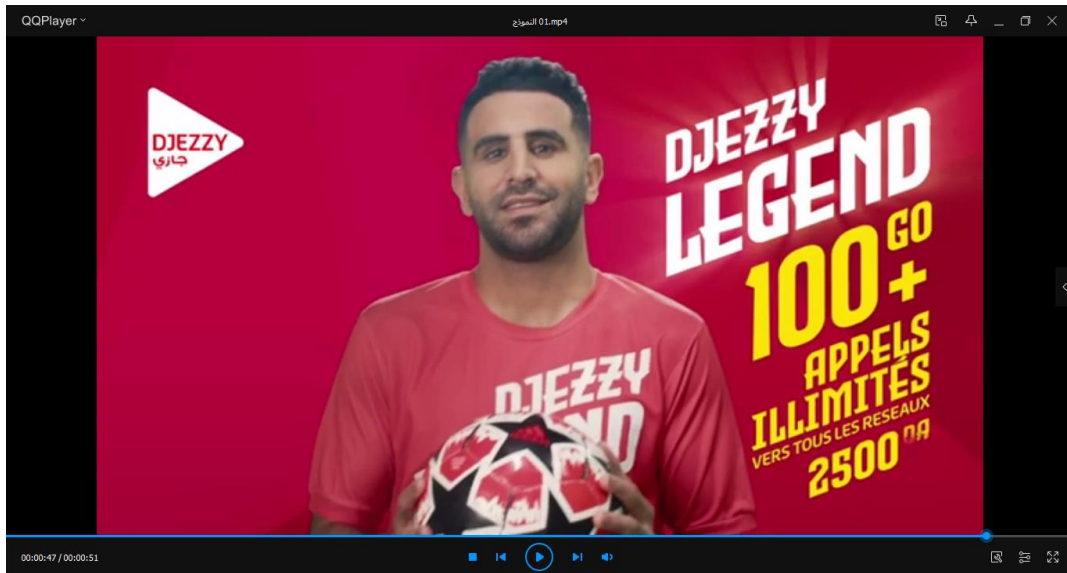 QQPlayer
01 النموذج.mp4
DJEZZY
جازي
DJEZZY
LEGEND
100 GO
+
APPELS
ILLIMITÉS
VERS TOUS LES RESEAUX
2500 DA
DJEZZY
00:00:47 / 00:00:51